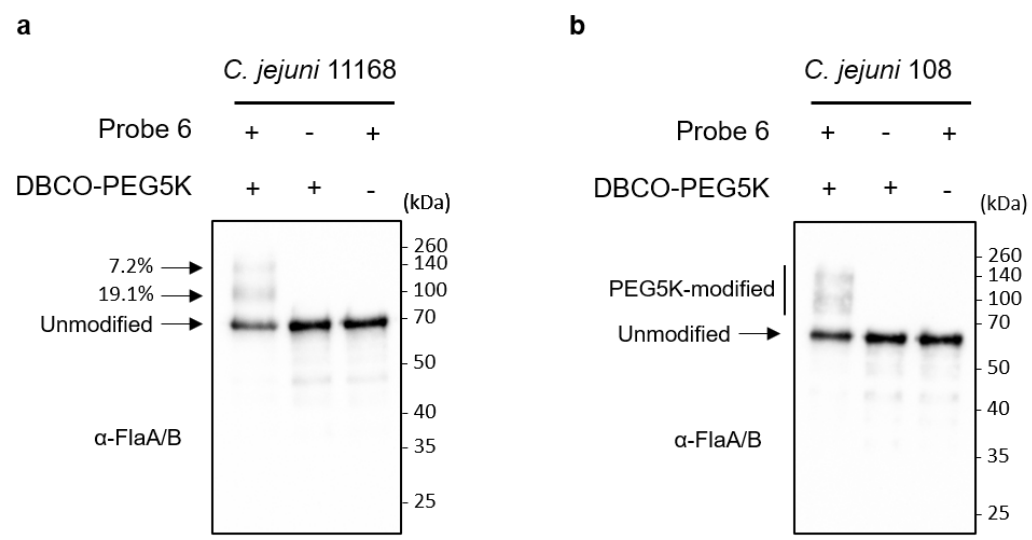 a
C. jejuni 11168
Probe 6 + - +
DBCO-PEG5K + + -
(kDa)
260
7.2%
140
19.1%
100
Unmodified
70
50
40
α-FlaA/B
35
25
b
C. jejuni 108
Probe 6 + - +
DBCO-PEG5K + + -
(kDa)
260
140
PEG5K-modified
100
70
Unmodified
50
40
α-FlaA/B
35
25